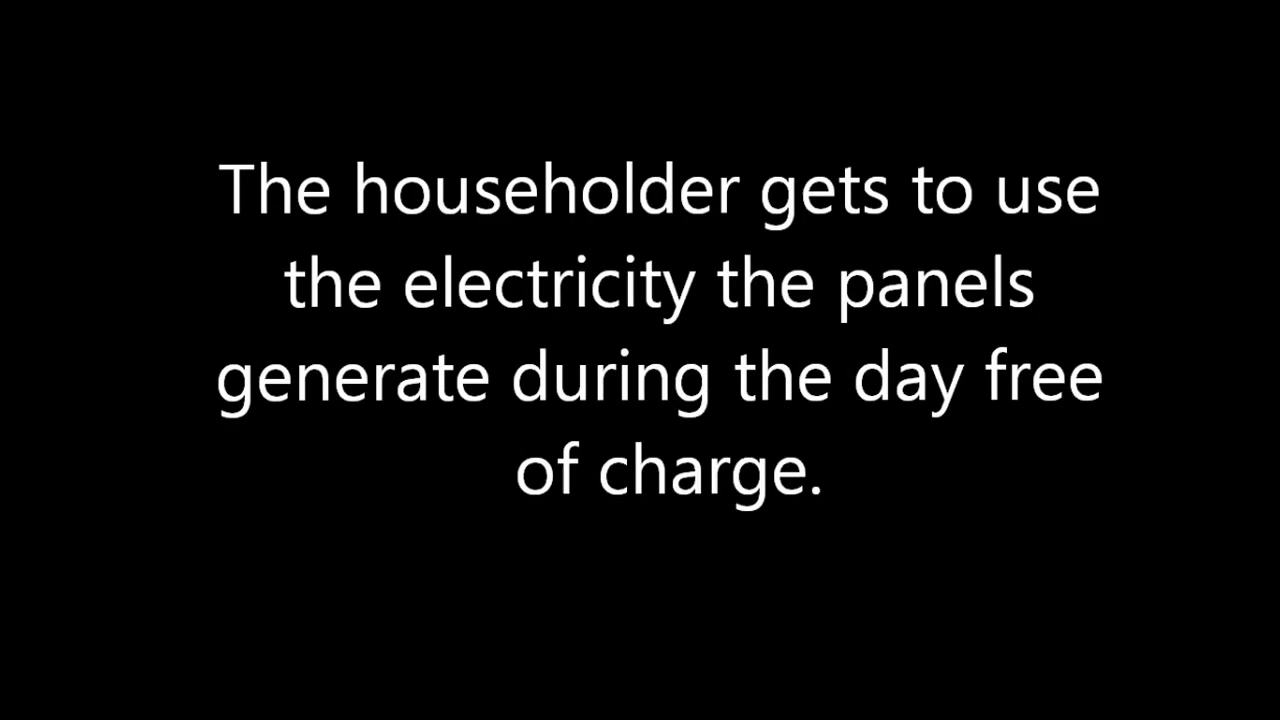 The householder gets to use
the electricity the panels
generate during the day free
of charge.